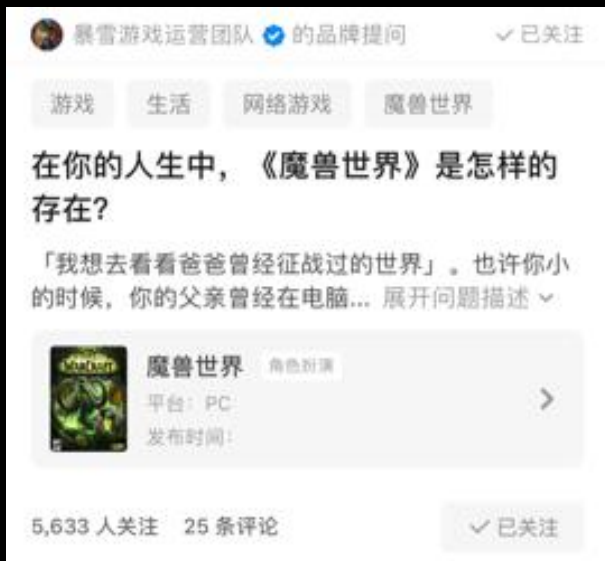 暴雪游戏运营团队 的品牌提问 已关注
游戏 生活 网络游戏 魔兽世界
在你的人生中，《魔兽世界》是怎样的
存在?
「我想去看看爸爸曾经征战过的世界」。也许你小
的时候，你的父亲曾经在电脑... 展开问题描述
WARCRAFT
魔兽世界 角色扮演
平台：PC
发布时间：
5,633 人关注 25 条评论 已关注